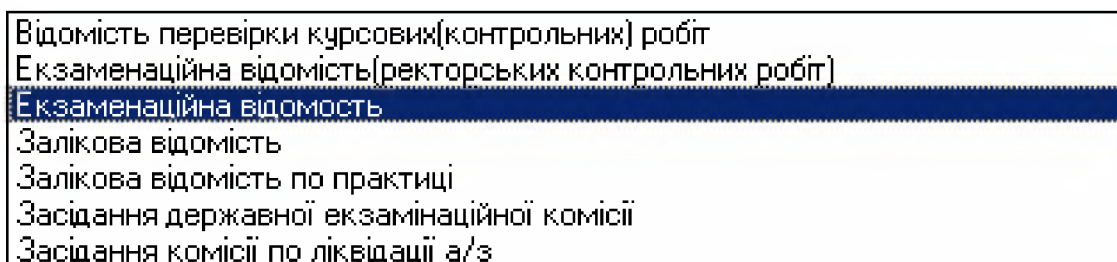 Відомість перевірки курсових(контрольних) робіт
Екзаменаційна відомість(ректорських контрольних робіт)
Екзаменаційна відомость
Залікова відомість
Залікова відомість по практиці
Засідання державної екзамінаційної комісії
Засідання комісії по ліквідації а/з